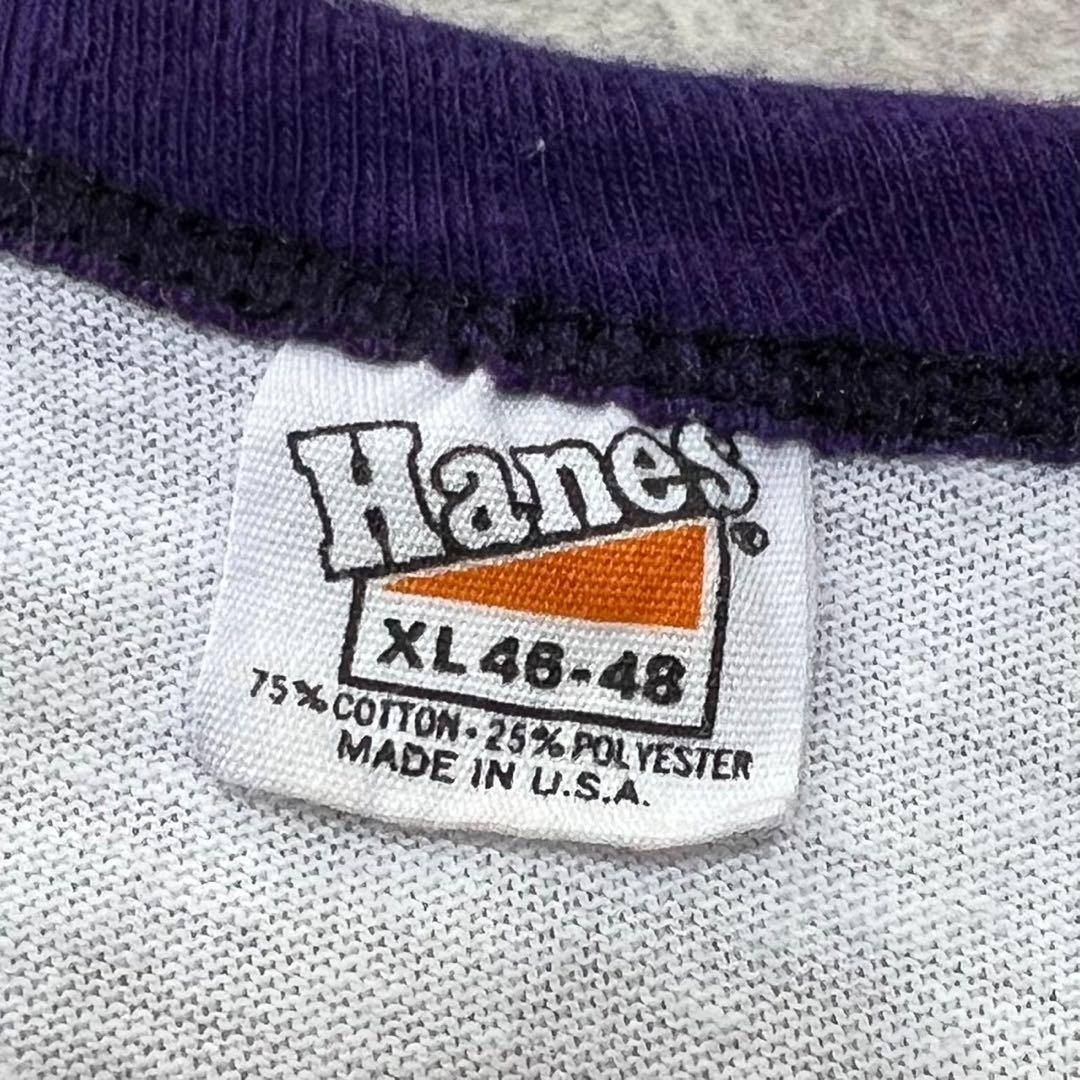 Hanes®
XL 46-48
75% COTTON • 25% POLYESTER
MADE IN U.S.A.